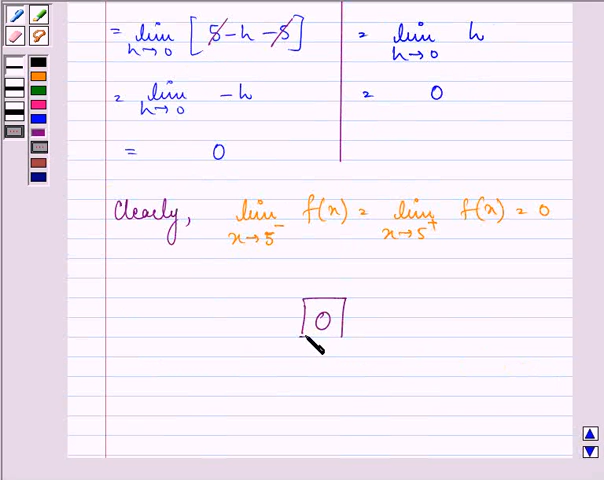 = lim h→0 [5 - h - 5]
= lim h→0 h
= lim h→0 - h
= 0
= 0
Clearly, lim x→5⁻ f(x) = lim x→5⁺ f(x) = 0
0